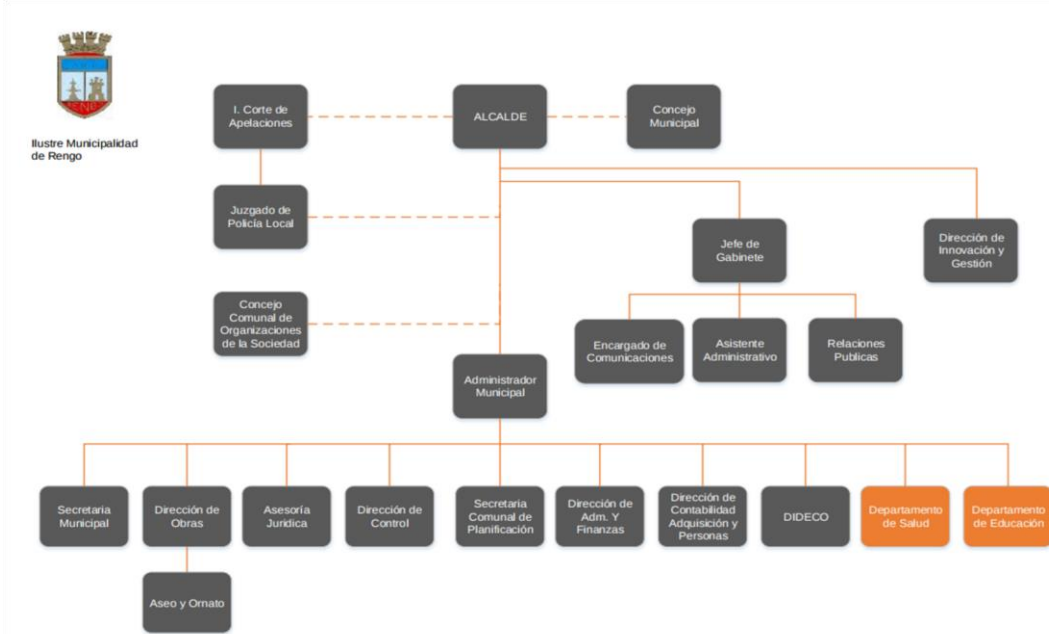 Ilustre Municipalidad
de Rengo
I. Corte de
Apelaciones
ALCALDE
Concejo
Municipal
Juzgado de
Policía Local
Jefe de
Gabinete
Dirección de
Innovación y
Gestión
Concejo
Comunal de
Organizaciones
de la Sociedad
Encargado de
Comunicaciones
Asistente
Administrativo
Relaciones
Publicas
Administrador
Municipal
Secretaria
Municipal
Dirección de
Obras
Asesoría
Juridica
Dirección de
Control
Secretaria
Comunal de
Planificación
Dirección de
Adm. Y
Finanzas
Dirección de
Contabilidad
Adquisición y
Personas
DIDECO
Departamento
de Salud
Departamento
de Educación
Aseo y Ornato